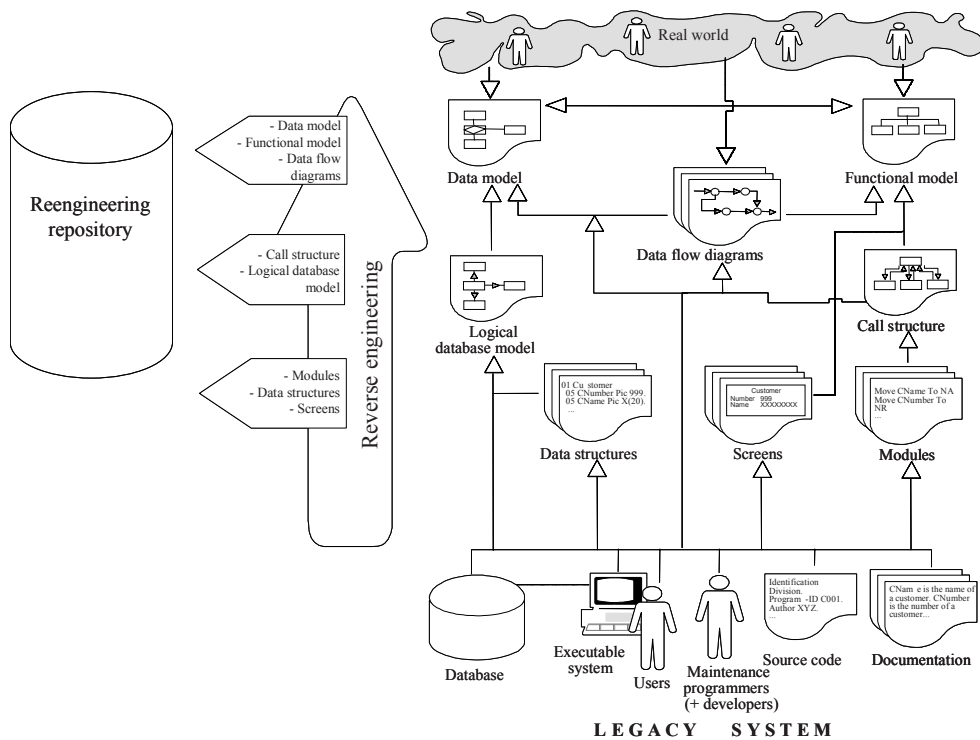 Real world
- Data model
- Functional model
- Data flow
diagrams
Reengineering
repository
- Call structure
- Logical database
model
- Modules
- Data structures
- Screens
Reverse engineering
Data model
Functional model
Data flow diagrams
Logical
database model
Call structure
01 Cu stomer
05 CNumber Pic 999.
05 CName Pic X(20).
...
Data structures
Customer
Number 999
Name XXXXXXXX
Screens
Move CName To NA
Move CNumber To
NR
...
Modules
Database
Executable
system
Users
Maintenance
programmers
(+ developers)
Identification
Division.
Program -ID C001.
Author XYZ.
...
Source code
CNam e is the name of
a customer. CNumber
is the number of a
customer...
Documentation
LEGACY SYSTEM